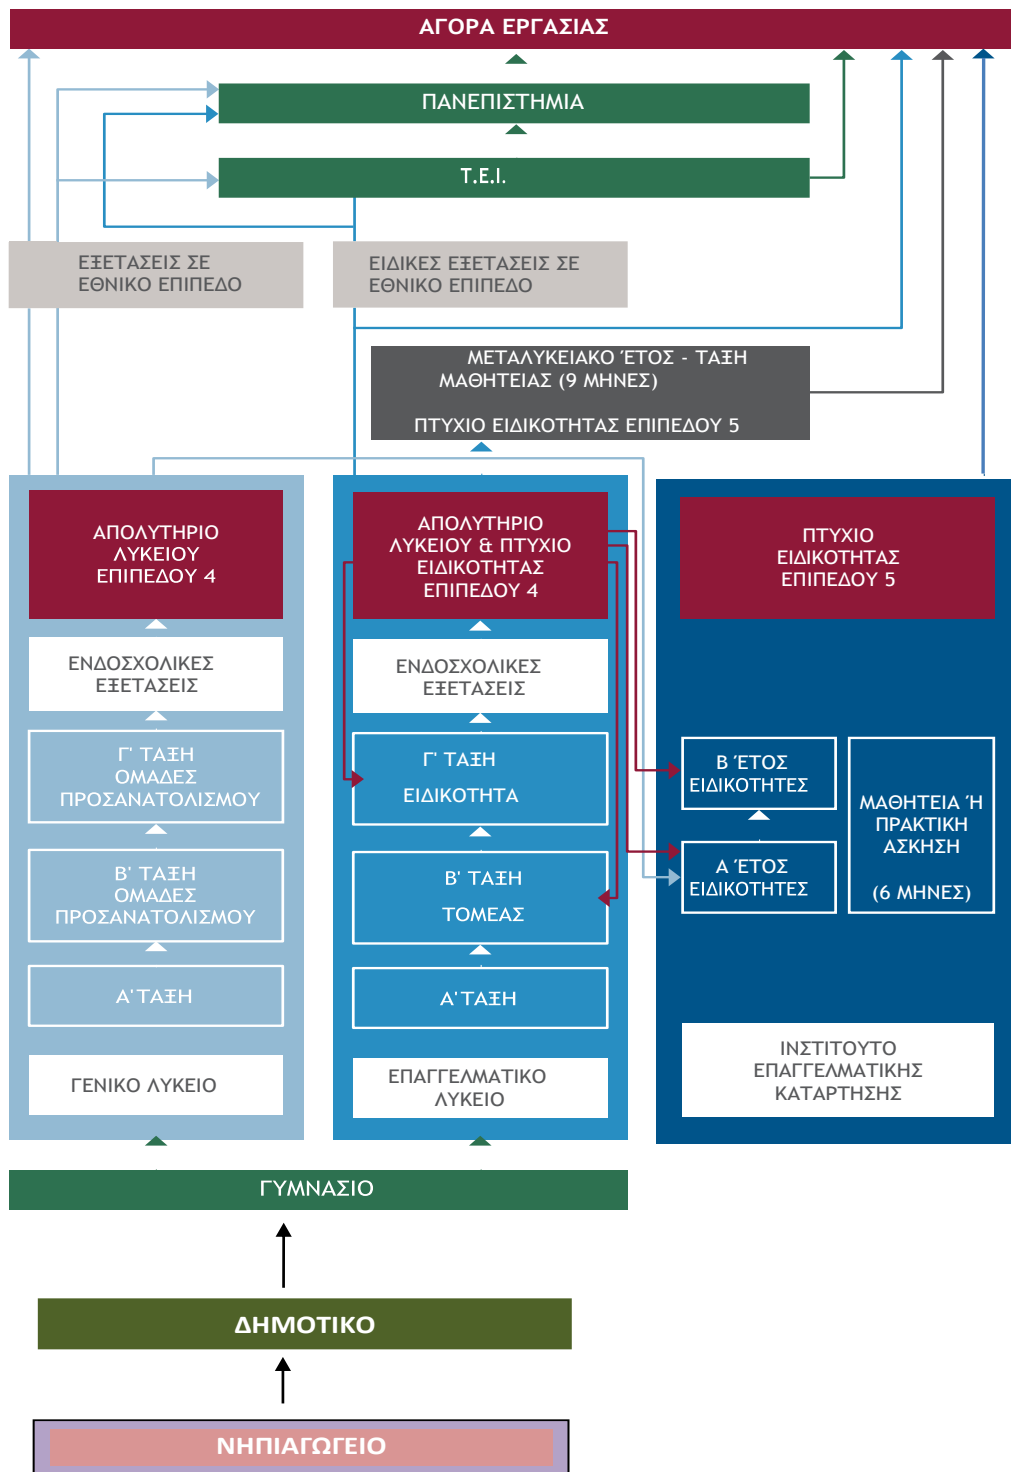 ΑΓΟΡΑ ΕΡΓΑΣΙΑΣ
ΠΑΝΕΠΙΣΤΗΜΙΑ
Τ.Ε.Ι.
ΕΞΕΤΑΣΕΙΣ ΣΕ
ΕΘΝΙΚΟ ΕΠΙΠΕΔΟ
ΕΙΔΙΚΕΣ ΕΞΕΤΑΣΕΙΣ ΣΕ
ΕΘΝΙΚΟ ΕΠΙΠΕΔΟ
ΜΕΤΑΛΥΚΕΙΑΚΟ ΈΤΟΣ - ΤΑΞΗ
ΜΑΘΗΤΕΙΑΣ (9 ΜΗΝΕΣ)
ΠΤΥΧΙΟ ΕΙΔΙΚΟΤΗΤΑΣ ΕΠΙΠΕΔΟΥ 5
ΑΠΟΛΥΤΗΡΙΟ
ΛΥΚΕΙΟΥ
ΕΠΙΠΕΔΟΥ 4
ΕΝΔΟΣΧΟΛΙΚΕΣ
ΕΞΕΤΑΣΕΙΣ
Γ' ΤΑΞΗ
ΟΜΑΔΕΣ
ΠΡΟΣΑΝΑΤΟΛΙΣΜΟΥ
Β' ΤΑΞΗ
ΟΜΑΔΕΣ
ΠΡΟΣΑΝΑΤΟΛΙΣΜΟΥ
Α' ΤΑΞΗ
ΓΕΝΙΚΟ ΛΥΚΕΙΟ
ΑΠΟΛΥΤΗΡΙΟ
ΛΥΚΕΙΟΥ & ΠΤΥΧΙΟ
ΕΙΔΙΚΟΤΗΤΑΣ
ΕΠΙΠΕΔΟΥ 4
ΕΝΔΟΣΧΟΛΙΚΕΣ
ΕΞΕΤΑΣΕΙΣ
Γ' ΤΑΞΗ
ΕΙΔΙΚΟΤΗΤΑ
Β' ΤΑΞΗ
ΤΟΜΕΑΣ
Α' ΤΑΞΗ
ΕΠΑΓΓΕΛΜΑΤΙΚΟ
ΛΥΚΕΙΟ
ΠΤΥΧΙΟ
ΕΙΔΙΚΟΤΗΤΑΣ
ΕΠΙΠΕΔΟΥ 5
Β ΈΤΟΣ
ΕΙΔΙΚΟΤΗΤΕΣ
Α ΈΤΟΣ
ΕΙΔΙΚΟΤΗΤΕΣ
ΜΑΘΗΤΕΙΑ Ή
ΠΡΑΚΤΙΚΗ
ΑΣΚΗΣΗ
(6 ΜΗΝΕΣ)
ΙΝΣΤΙΤΟΥΤΟ
ΕΠΑΓΓΕΛΜΑΤΙΚΗΣ
ΚΑΤΑΡΤΗΣΗΣ
ΓΥΜΝΑΣΙΟ
ΔΗΜΟΤΙΚΟ
ΝΗΠΙΑΓΩΓΕΙΟ